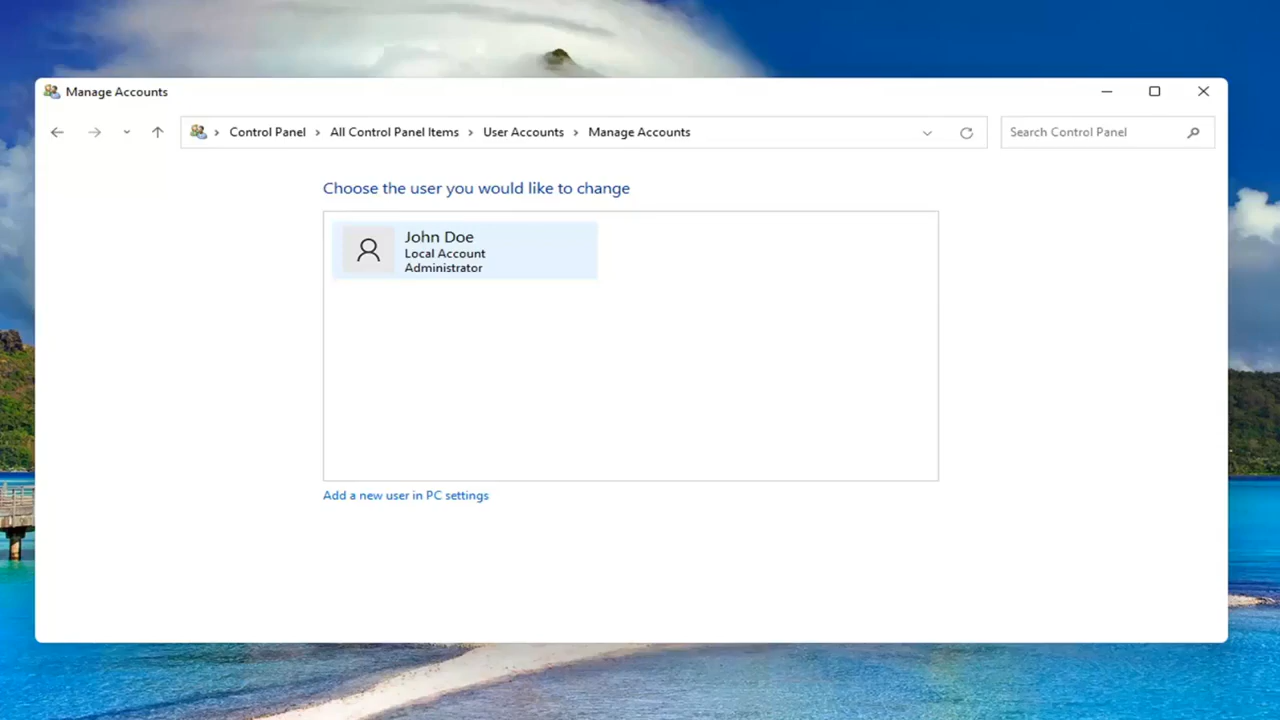 Manage Accounts
Control Panel > All Control Panel Items > User Accounts > Manage Accounts
Search Control Panel
Choose the user you would like to change
John Doe
Local Account
Administrator
Add a new user in PC settings